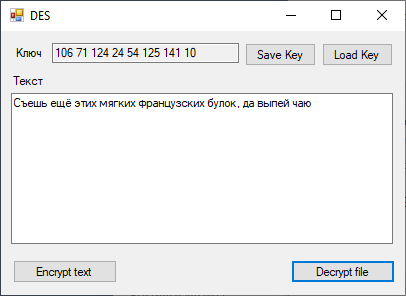 DES
Ключ 106 71 124 24 54 125 141 10 Save Key Load Key
Текст
Съешь ещё этих мягких французских булок, да выпей чаю
Encrypt text Decrypt file